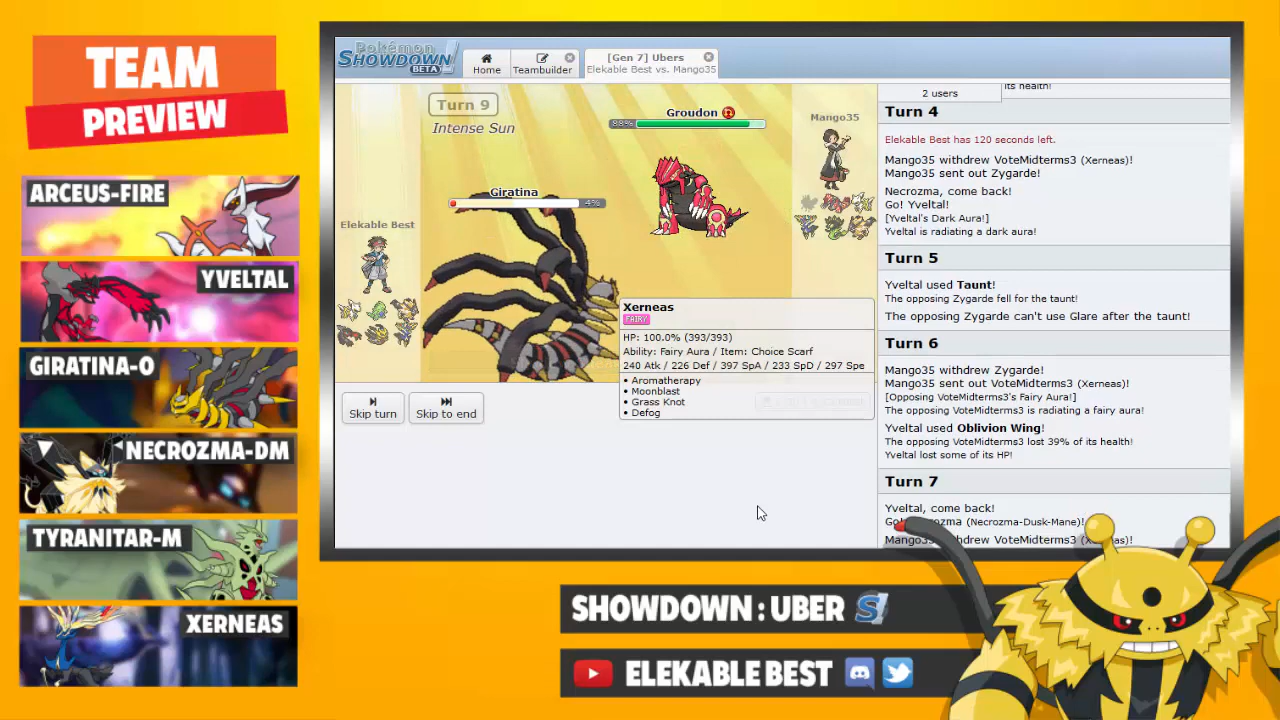 TEAM
PREVIEW
ARCEUS-FIRE
YVELTAL
GIRATINA-O
NECROZMA-DM
TYRANITAR-M
XERNEAS
Pokémon
SHOWDOWN
BETA
Home
Teambuilder
[Gen 7] Ubers
Elekable Best vs. Mango35
Turn 9
Intense Sun
Groudon
88%
Mango35
Giratina
4%
Elekable Best
Xerneas
FAIRY
HP: 100.0% (393/393)
Ability: Fairy Aura / Item: Choice Scarf
240 Atk / 226 Def / 397 SpA / 233 SpD / 297 Spe
• Aromatherapy
• Moonblast
• Grass Knot
• Defog
Skip turn
Skip to end
2 users
its health!
Turn 4
Elekable Best has 120 seconds left.
Mango35 withdrew VoteMidterms3 (Xerneas)!
Mango35 sent out Zygarde!
Necrozma, come back!
Go! Yveltal!
[Yveltal's Dark Aura!]
Yveltal is radiating a dark aura!
Turn 5
Yveltal used Taunt!
The opposing Zygarde fell for the taunt!
The opposing Zygarde can't use Glare after the taunt!
Turn 6
Mango35 withdrew Zygarde!
Mango35 sent out VoteMidterms3 (Xerneas)!
[Opposing VoteMidterms3's Fairy Aura!]
The opposing VoteMidterms3 is radiating a fairy aura!
Yveltal used Oblivion Wing!
The opposing VoteMidterms3 lost 39% of its health!
Yveltal lost some of its HP!
Turn 7
Yveltal, come back!
(Necrozma-Dusk-Mane)!
Mango35 withdrew VoteMidterms3 (Xerneas)!
SHOWDOWN : UBER
ELEKABLE BEST